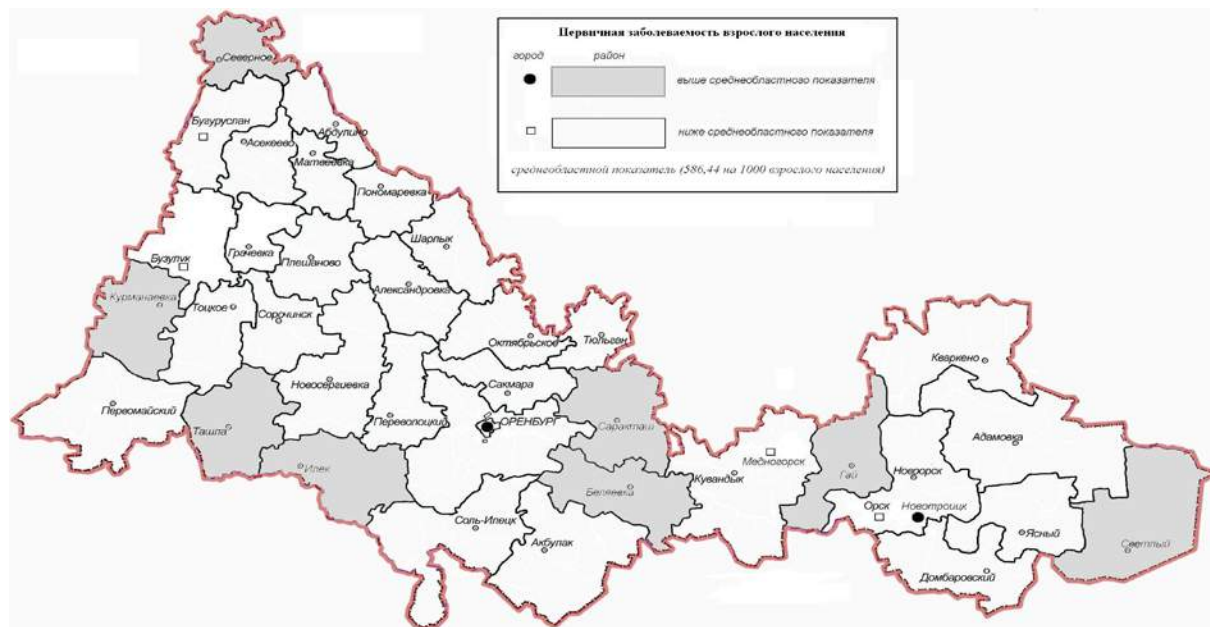 Первичная заболеваемость взрослого населения
город район
выше среднеобластного показателя
ниже среднеобластного показателя
среднеобластной показатель (586,44 на 1000 взрослого населения)
Северное
Бугуруслан
Абдулино
Асекеево
Матвеевка
Пономаревка
Шарлык
Бузулук
Грачевка
Плешаново
Александровка
Курманаевка
Тоцкое
Сорочинск
Октябрьское
Тюльган
Кваркено
Новосергиевка
Сакмара
Первомайский
Переволоцкий
ОРЕНБУРГ
Ташла
Саракташ
Адамовка
Медногорск
Илек
Гай
Новоорск
Кувандык
Беляевка
Орск
Новотроицк
Соль-Илецк
Акбулак
Ясный
Светлый
Домбаровский